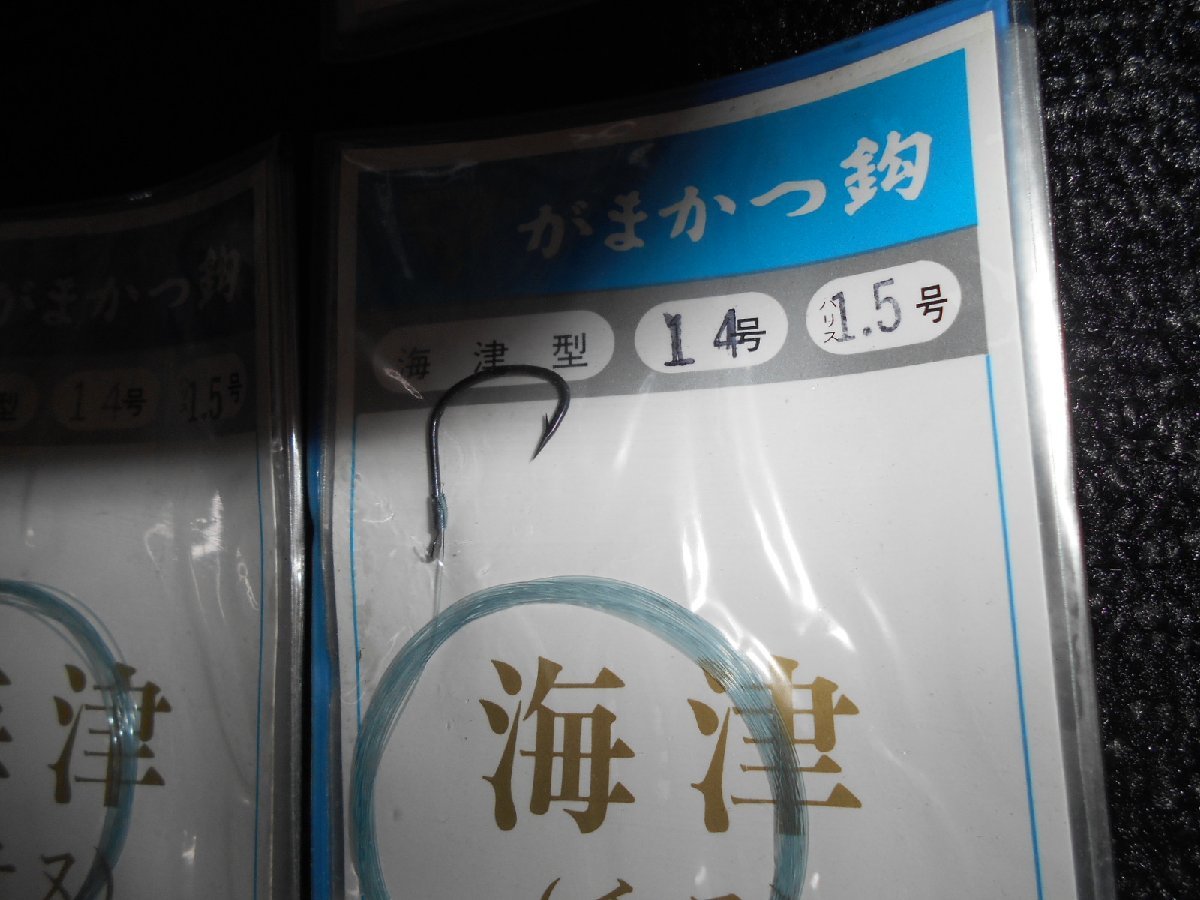 がまかつ鈎
海津型 14号 ハリス1.5号
海津
がまかつ鈎
型 14号 1.5号
津